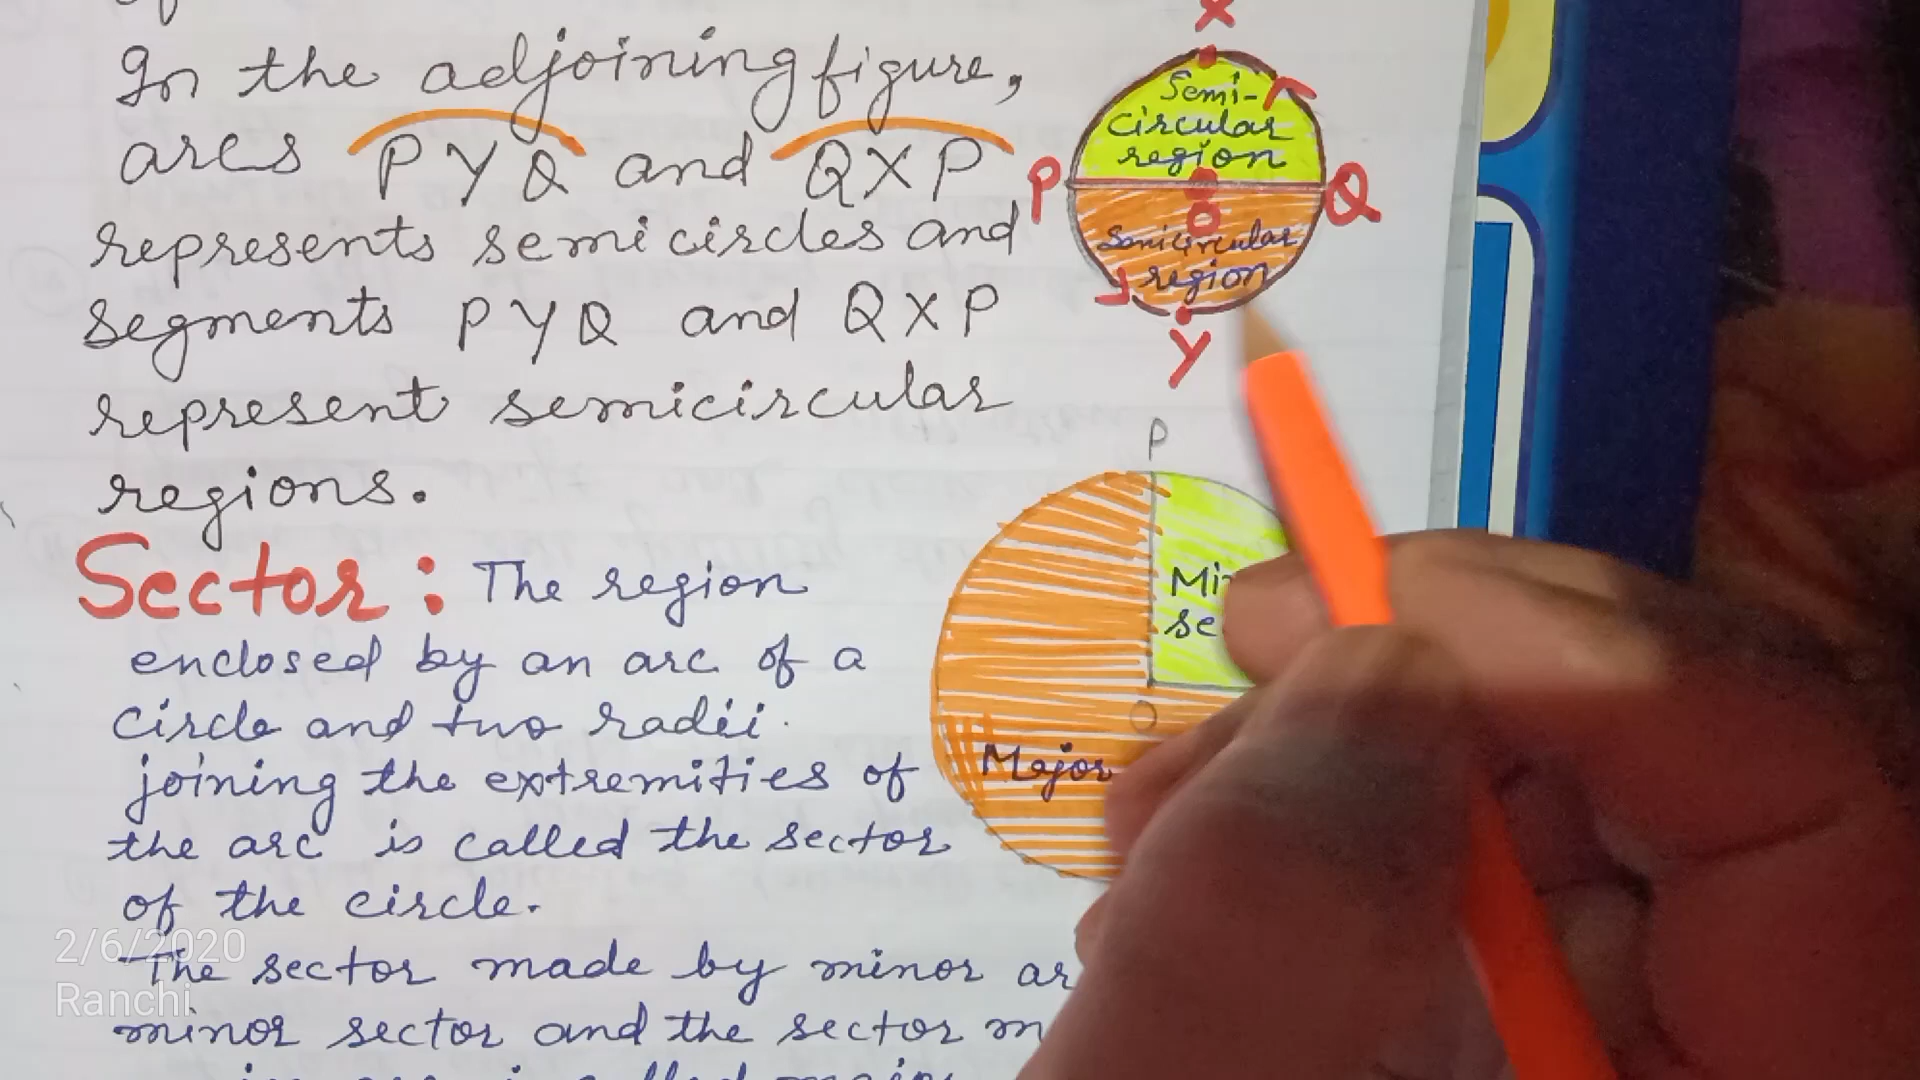 of
In the adjoining figure,
arcs PYQ and QXP
represents semicircles and
segments PYQ and QXP
represent semicircular
regions.
Sector: The region
enclosed by an arc of a
circle and two radii
joining the extremities of
the arc is called the sector
of the circle.
The sector made by minor ar
minor sector and the sector m
X
Semi-
circular
region
P
Q
O
Semicircular
region
Y
P
O
Major
2/6/2020
Ranchi